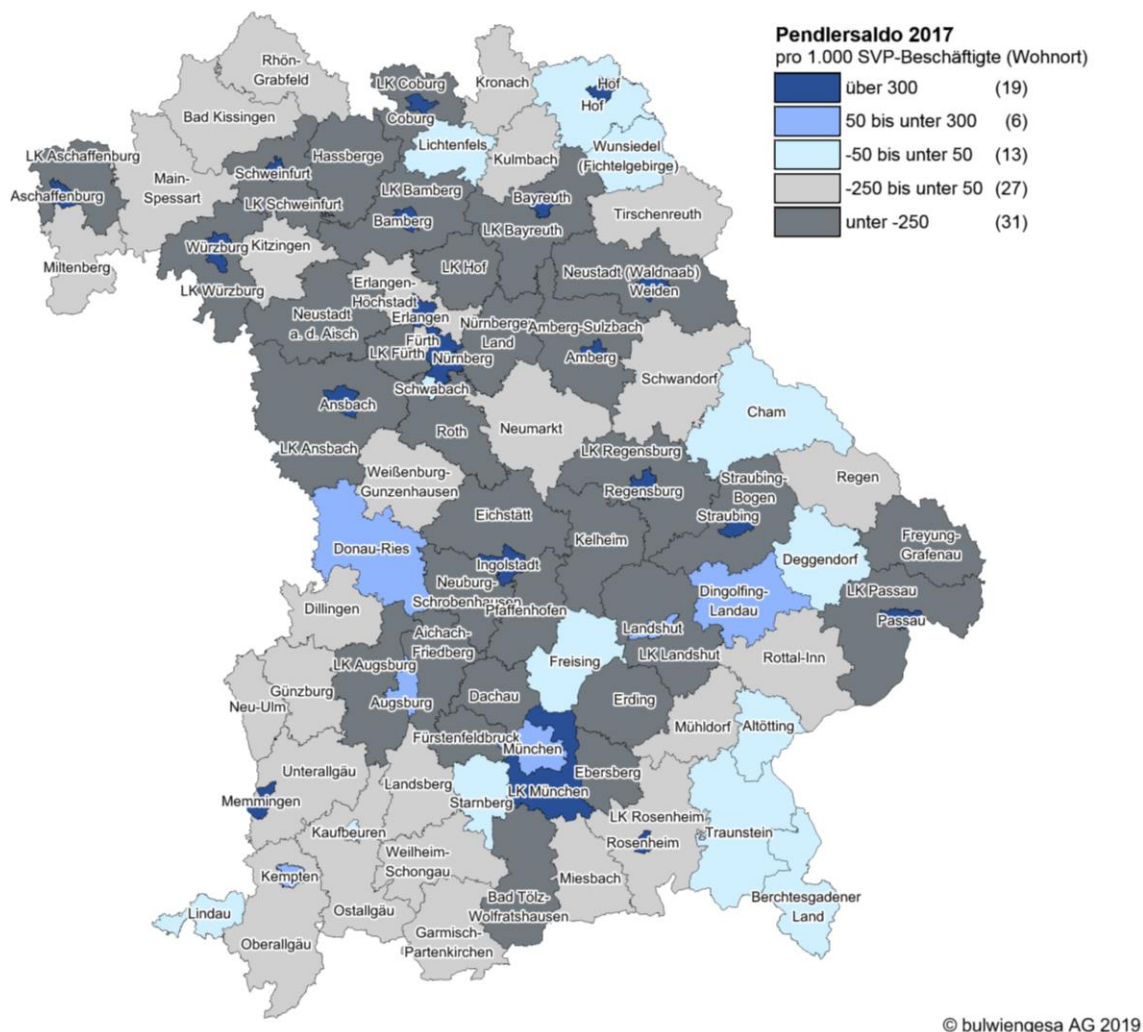 Pendlersaldo 2017
pro 1.000 SVP-Beschäftigte (Wohnort)
über 300 (19)
50 bis unter 300 (6)
-50 bis unter 50 (13)
-250 bis unter 50 (27)
unter -250 (31)
Rhön-
Grabfeld
Bad Kissingen
LK Coburg
Coburg
Kronach
Hof
Hof
Lichtenfels
Kulmbach
Wunsiedel
(Fichtelgebirge)
LK Aschaffenburg
Aschaffenburg
Main-
Spessart
Schweinfurt
LK Schweinfurt
Hassberge
LK Bamberg
Bamberg
Bayreuth
LK Bayreuth
Tirschenreuth
Miltenberg
Würzburg
LK Würzburg
Kitzingen
Erlangen-
Höchstadt
Erlangen
LK Hof
Neustadt (Waldnaab)
Weiden
Neustadt
a. d. Aisch
Fürth
LK Fürth
Nürnberg
Nürnberge
Land
Amberg-Sulzbach
Amberg
Schwandorf
Schwabach
Ansbach
LK Ansbach
Roth
Neumarkt
Cham
Weißenburg-
Gunzenhausen
LK Regensburg
Regensburg
Straubing-
Bogen
Straubing
Regen
Eichstätt
Kelheim
Donau-Ries
Ingolstadt
Neuburg-
Schrobenhausen
Pfaffenhofen
Deggendorf
Freyung-
Grafenau
Dingolfing-
Landau
LK Passau
Passau
Dillingen
Aichach-
Friedberg
Landshut
LK Landshut
Freising
Rottal-Inn
LK Augsburg
Augsburg
Günzburg
Neu-Ulm
Dachau
Erding
Mühldorf
Altötting
Fürstenfeldbruck
München
LK München
Ebersberg
Unterallgäu
Memmingen
Landsberg
Starnberg
LK Rosenheim
Rosenheim
Traunstein
Kaufbeuren
Weilheim-
Schongau
Kempten
Miesbach
Berchtesgadener
Land
Bad Tölz-
Wolfratshausen
Lindau
Ostallgäu
Oberallgäu
Garmisch-
Partenkirchen
© bulwiengesa AG 2019